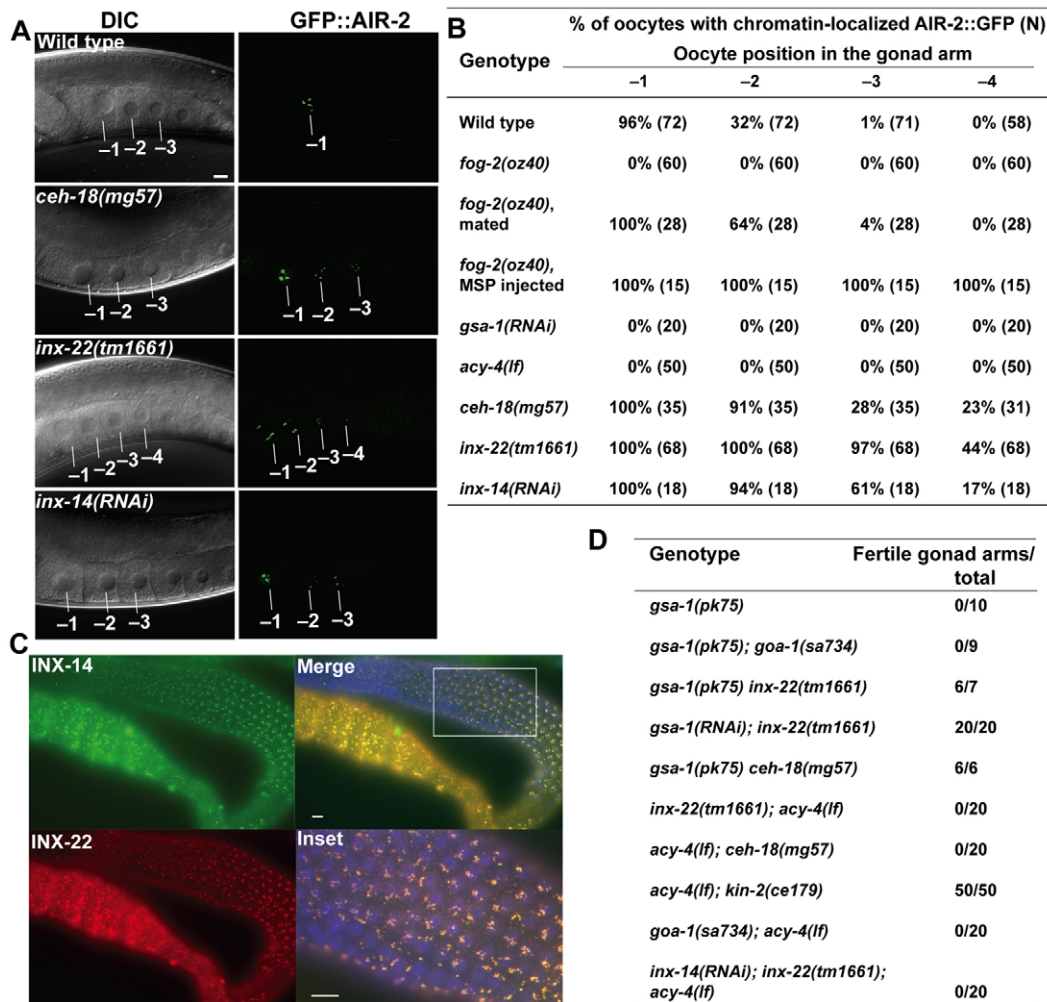 A
DIC
GFP::AIR-2
Wild type
–1
–2
–3
–1
ceh-18(mg57)
–1
–2
–3
–1
–2
–3
inx-22(tm1661)
–1
–2
–3
–4
–1
–2
–3
–4
inx-14(RNAi)
–1
–2
–3
–1
–2
–3
B
% of oocytes with chromatin-localized AIR-2::GFP (N)
Genotype
Oocyte position in the gonad arm
–1 –2 –3 –4
Wild type 96% (72) 32% (72) 1% (71) 0% (58)
fog-2(oz40) 0% (60) 0% (60) 0% (60) 0% (60)
fog-2(oz40),
mated 100% (28) 64% (28) 4% (28) 0% (28)
fog-2(oz40),
MSP injected 100% (15) 100% (15) 100% (15) 100% (15)
gsa-1(RNAi) 0% (20) 0% (20) 0% (20) 0% (20)
acy-4(lf) 0% (50) 0% (50) 0% (50) 0% (50)
ceh-18(mg57) 100% (35) 91% (35) 28% (35) 23% (31)
inx-22(tm1661) 100% (68) 100% (68) 97% (68) 44% (68)
inx-14(RNAi) 100% (18) 94% (18) 61% (18) 17% (18)
C
INX-14
Merge
INX-22
Inset
D
Genotype Fertile gonad arms/
total
gsa-1(pk75) 0/10
gsa-1(pk75); goa-1(sa734) 0/9
gsa-1(pk75) inx-22(tm1661) 6/7
gsa-1(RNAi); inx-22(tm1661) 20/20
gsa-1(pk75) ceh-18(mg57) 6/6
inx-22(tm1661); acy-4(lf) 0/20
acy-4(lf); ceh-18(mg57) 0/20
acy-4(lf); kin-2(ce179) 50/50
goa-1(sa734); acy-4(lf) 0/20
inx-14(RNAi); inx-22(tm1661);
acy-4(lf) 0/20